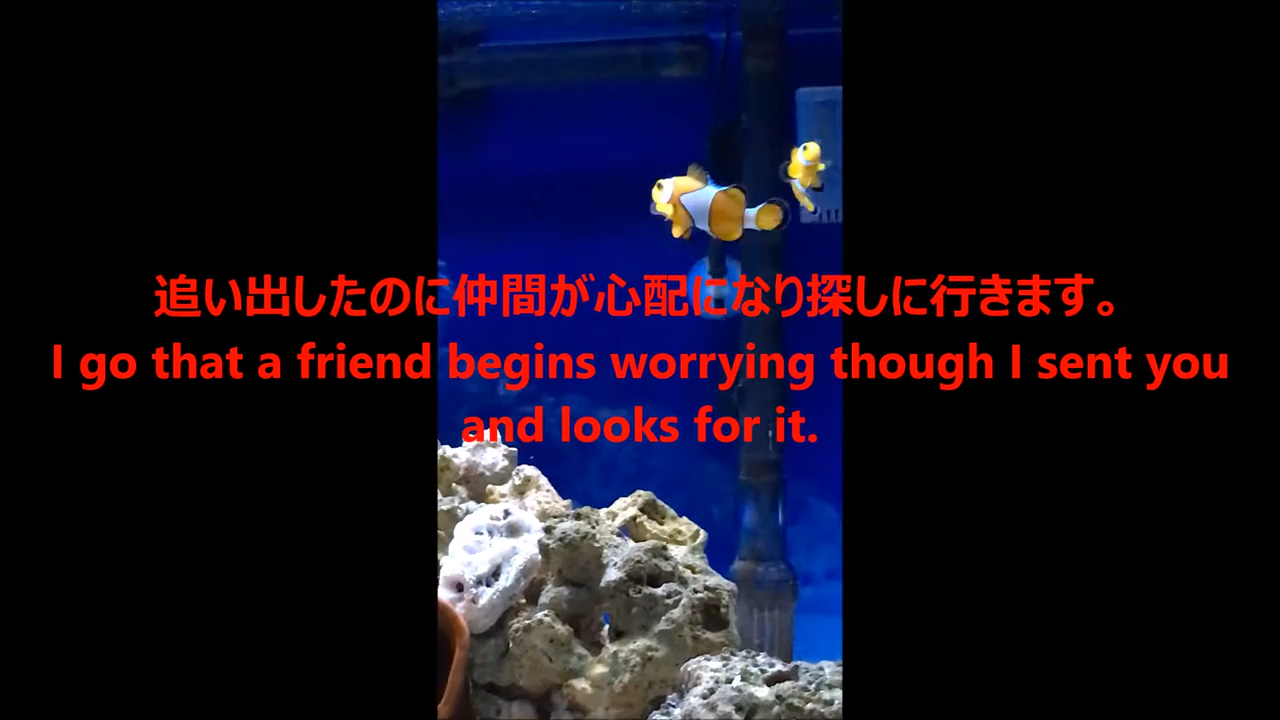 追い出したのに仲間が心配になり探しに行きます。
I go that a friend begins worrying though I sent you
and looks for it.